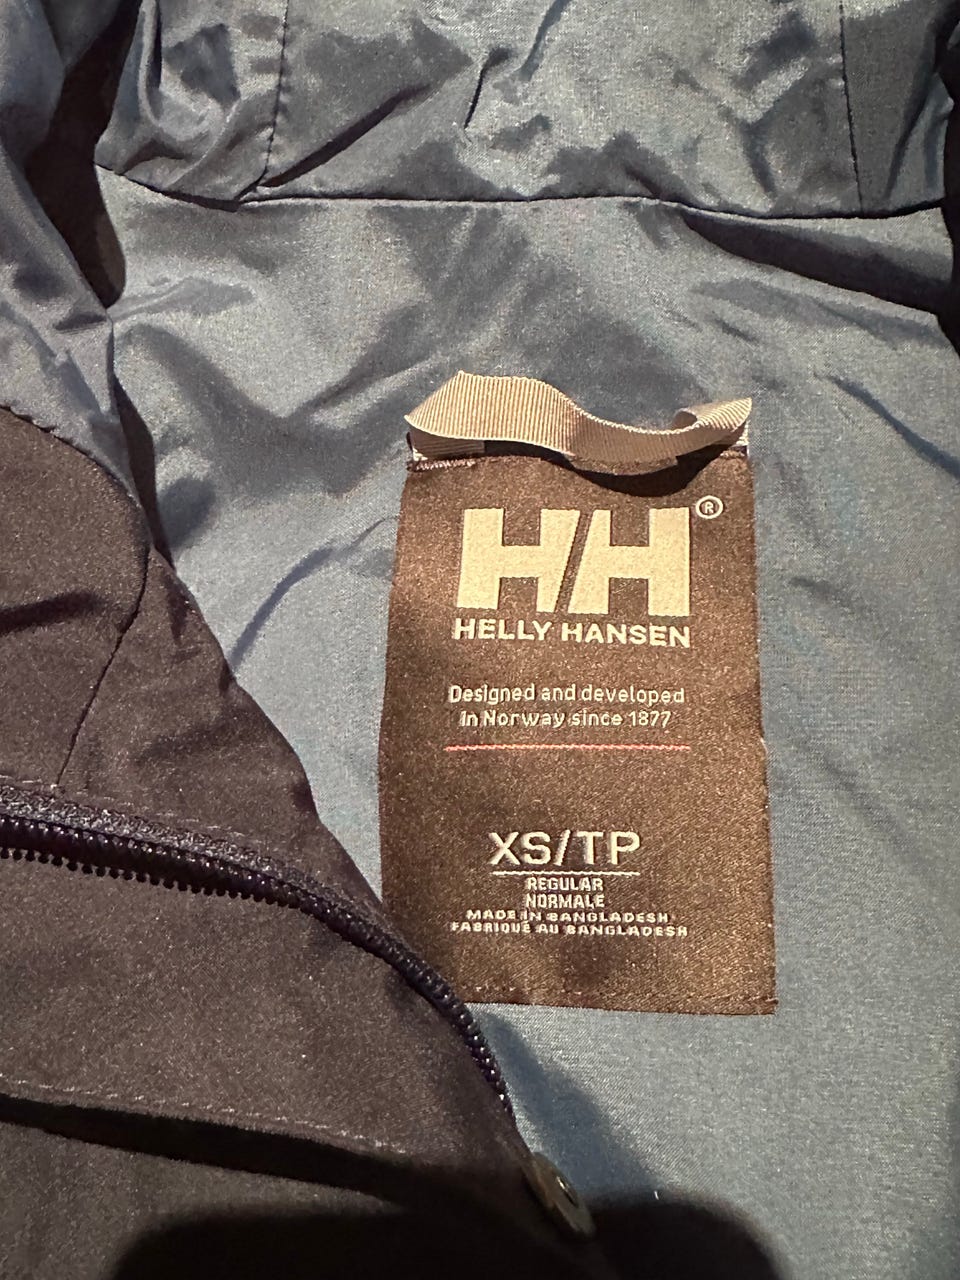 H/H®
HELLY HANSEN
Designed and developed
in Norway since 1877
XS/TP
REGULAR
NORMALE
MADE IN BANGLADESH
FABRIQUÉ AU BANGLADESH